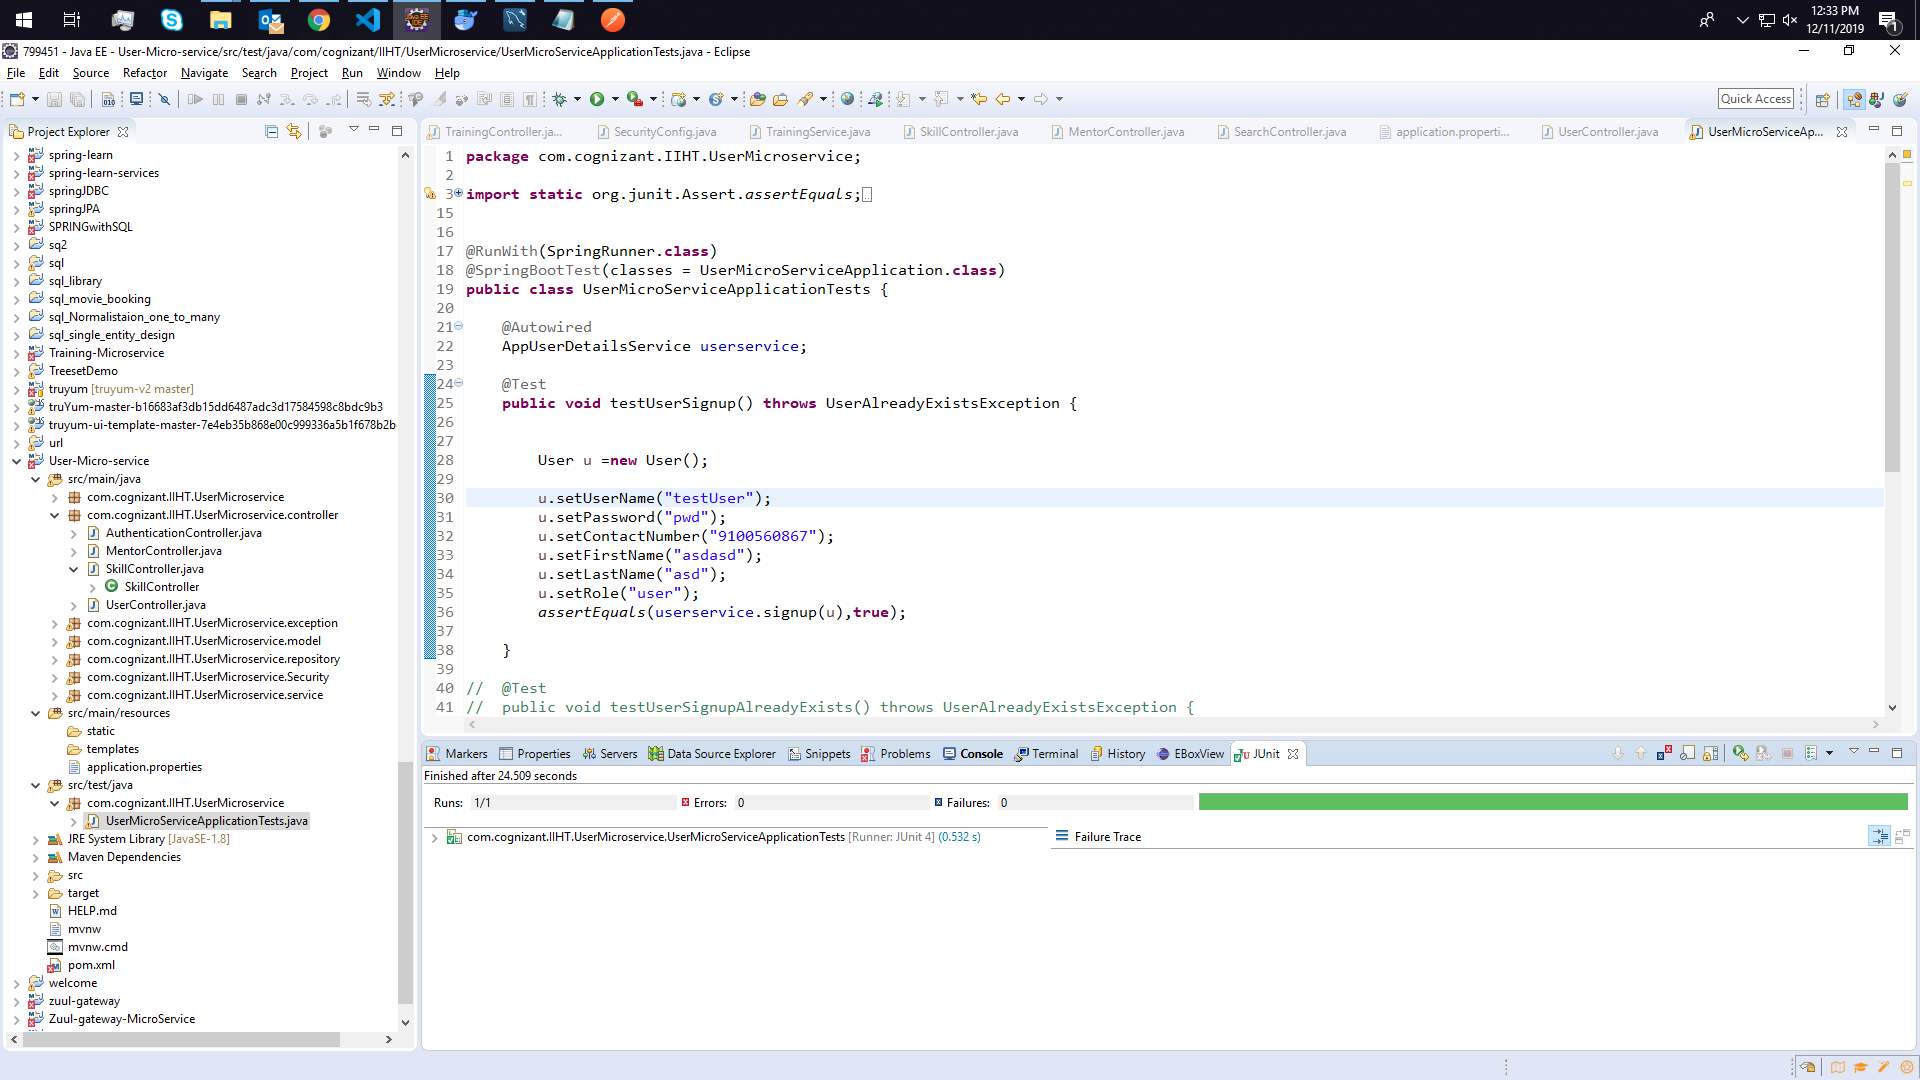 12:33 PM
12/11/2019
1
799451 - Java EE - User-Micro-service/src/test/java/com/cognizant/IIHT/UserMicroservice/UserMicroServiceApplicationTests.java - Eclipse
File Edit Source Refactor Navigate Search Project Run Window Help
Quick Access
Project Explorer
spring-learn
spring-learn-services
springJDBC
springJPA
SPRINGwithSQL
sq2
sql
sql_library
sql_movie_booking
sql_Normalistaion_one_to_many
sql_single_entity_design
Training-Microservice
TreesetDemo
truyum [truyum-v2 master]
truYum-master-b16683af3db15dd6487adc3d17584598c8bdc9b3
truyum-ui-template-master-7e4eb35b868e00c999336a5b1f678b2b
url
User-Micro-service
src/main/java
com.cognizant.IIHT.UserMicroservice
com.cognizant.IIHT.UserMicroservice.controller
AuthenticationController.java
MentorController.java
SkillController.java
SkillController
UserController.java
com.cognizant.IIHT.UserMicroservice.exception
com.cognizant.IIHT.UserMicroservice.model
com.cognizant.IIHT.UserMicroservice.repository
com.cognizant.IIHT.UserMicroservice.Security
com.cognizant.IIHT.UserMicroservice.service
src/main/resources
static
templates
application.properties
src/test/java
com.cognizant.IIHT.UserMicroservice
UserMicroServiceApplicationTests.java
JRE System Library [JavaSE-1.8]
Maven Dependencies
src
target
HELP.md
mvnw
mvnw.cmd
pom.xml
welcome
zuul-gateway
Zuul-gateway-MicroService
TrainingController.ja... SecurityConfig.java TrainingService.java SkillController.java MentorController.java SearchController.java application.properti... UserController.java UserMicroServiceAp...
1 package com.cognizant.IIHT.UserMicroservice;
2
3 import static org.junit.Assert.assertEquals;
15
16
17 @RunWith(SpringRunner.class)
18 @SpringBootTest(classes = UserMicroServiceApplication.class)
19 public class UserMicroServiceApplicationTests {
20
21 @Autowired
22 AppUserDetailsService userservice;
23
24 @Test
25 public void testUserSignup() throws UserAlreadyExistsException {
26
27
28 User u =new User();
29
30 u.setUserName("testUser");
31 u.setPassword("pwd");
32 u.setContactNumber("9100560867");
33 u.setFirstName("asdasd");
34 u.setLastName("asd");
35 u.setRole("user");
36 assertEquals(userservice.signup(u),true);
37
38 }
39
40 // @Test
41 // public void testUserSignupAlreadyExists() throws UserAlreadyExistsException {
Markers Properties Servers Data Source Explorer Snippets Problems Console Terminal History EBoxView JUnit
Finished after 24.509 seconds
Runs: 1/1 Errors: 0 Failures: 0
com.cognizant.IIHT.UserMicroservice.UserMicroServiceApplicationTests [Runner: JUnit 4] (0.532 s)
Failure Trace